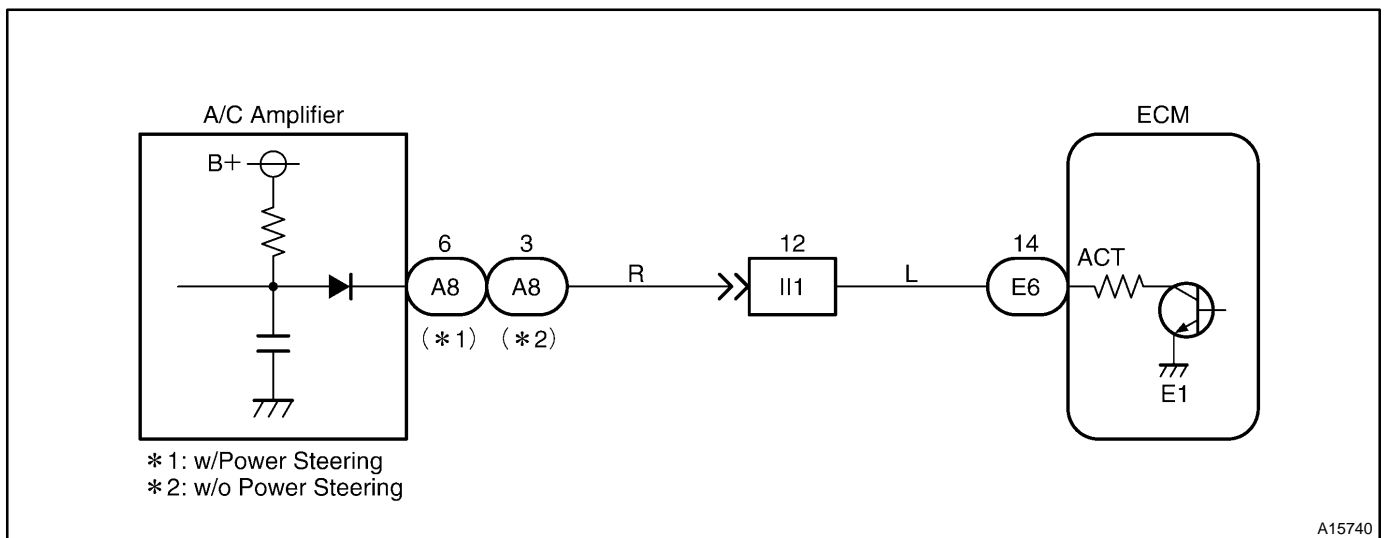 A/C Amplifier
ECM
B+
6
3
12
14
ACT
A8
A8
R
II1
L
E6
(*1)
(*2)
E1
*1: w/Power Steering
*2: w/o Power Steering
A15740